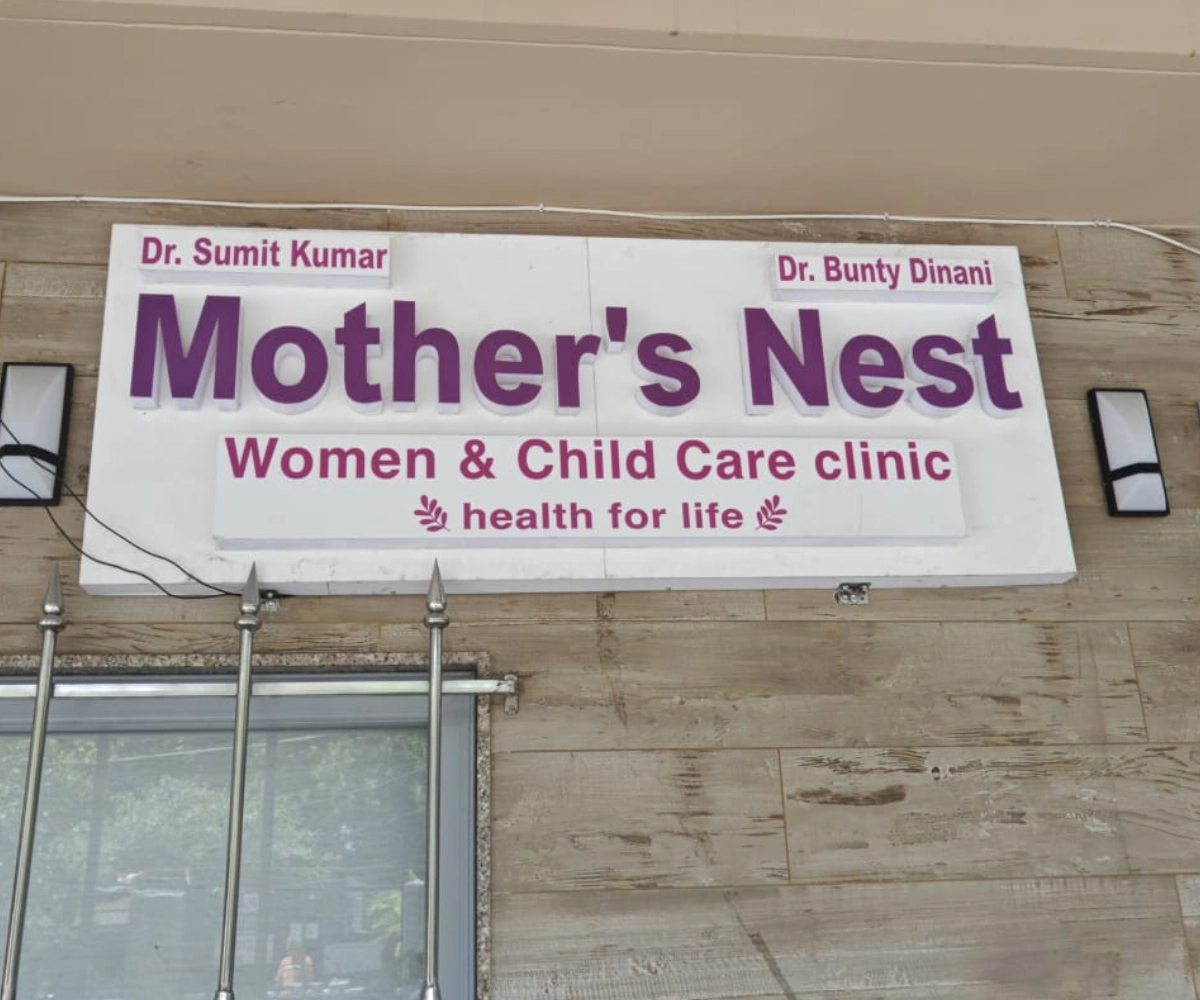 Dr. Sumit Kumar
Dr. Bunty Dinani
Mother's Nest
Women & Child Care clinic
health for life